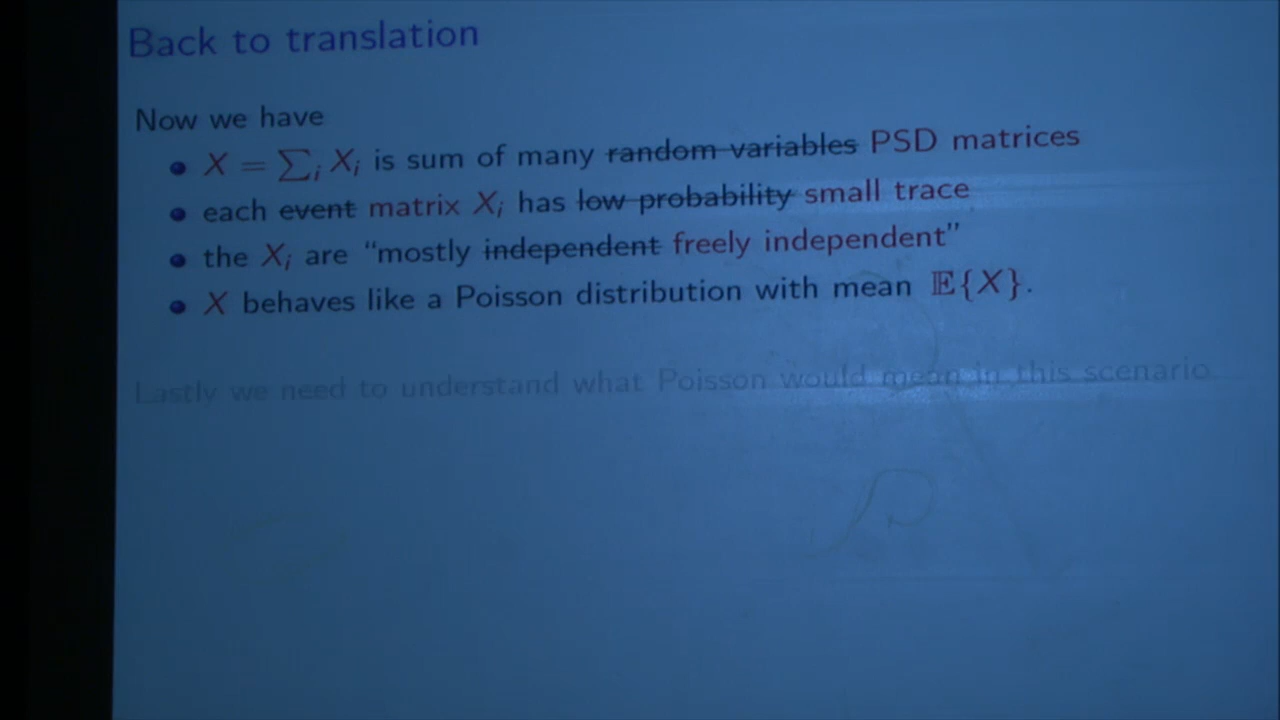 Back to translation
Now we have
• X = ∑ᵢ Xᵢ is sum of many ~~random variables~~ PSD matrices
• each ~~event~~ matrix Xᵢ has ~~low probability~~ small trace
• the Xᵢ are “mostly ~~independent~~ freely independent”
• X behaves like a Poisson distribution with mean 𝔼{X}.
Lastly we need to understand what Poisson would mean in this scenario